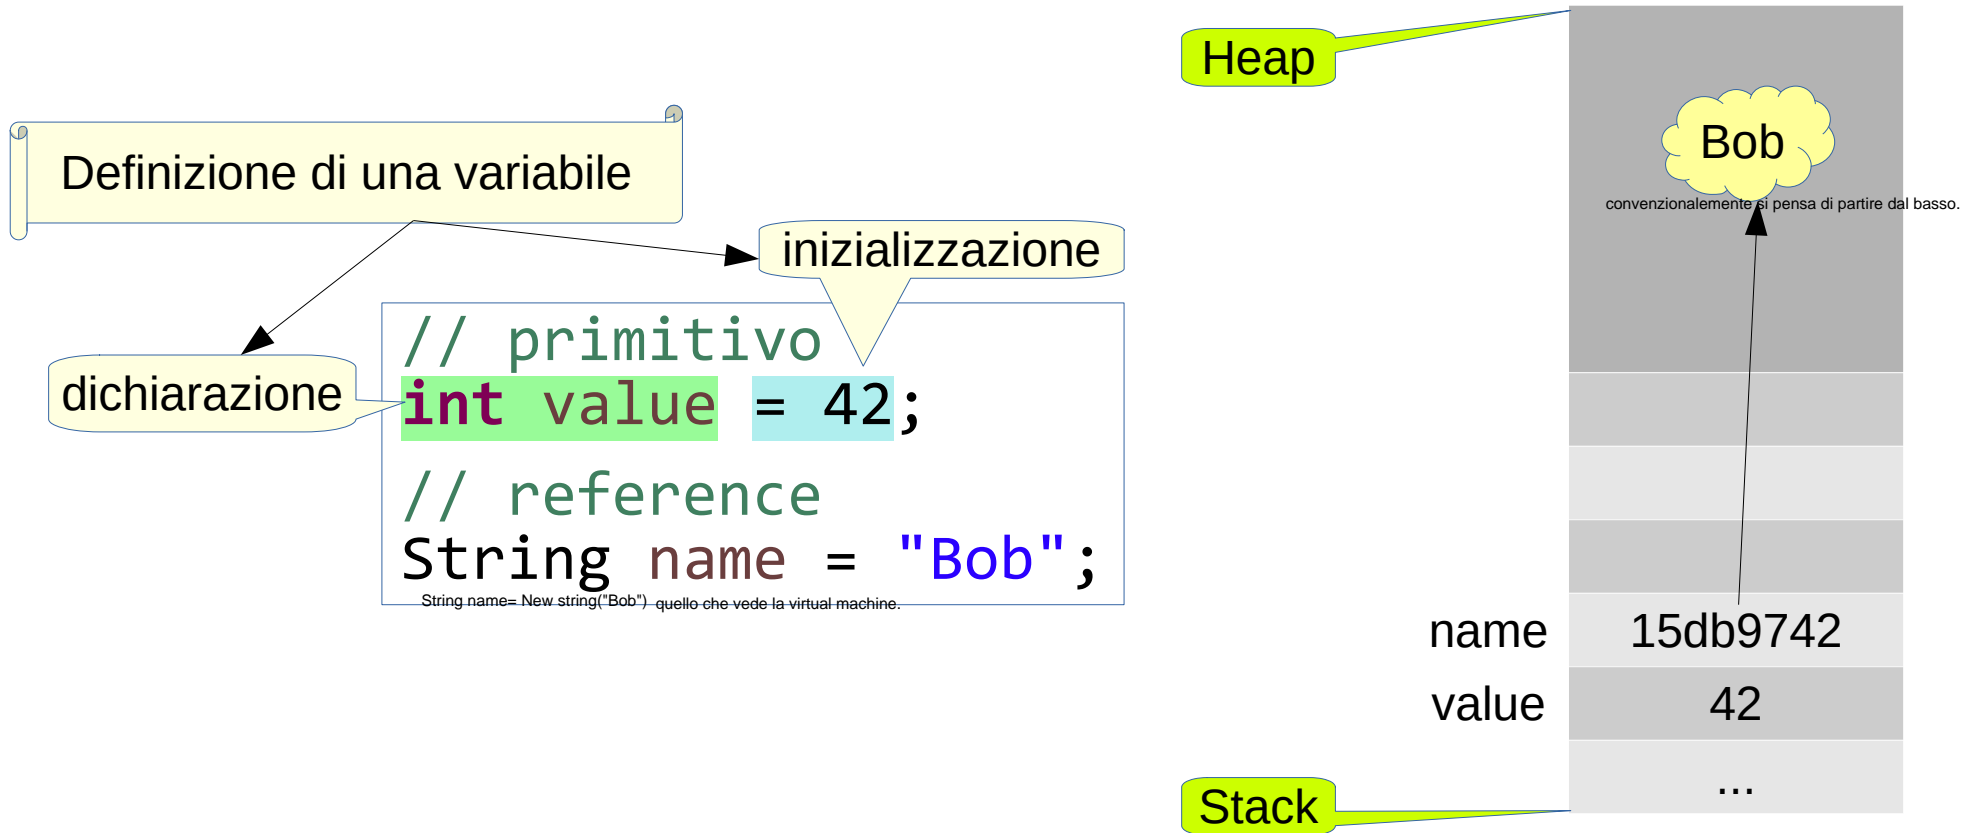 Definizione di una variabile
inizializzazione
dichiarazione
// primitivo
int value = 42;
// reference
String name = "Bob";
String name= New string("Bob") quello che vede la virtual machine.
Heap
Bob
convenzionalemente si pensa di partire dal basso.
name 15db9742
value 42
...
Stack